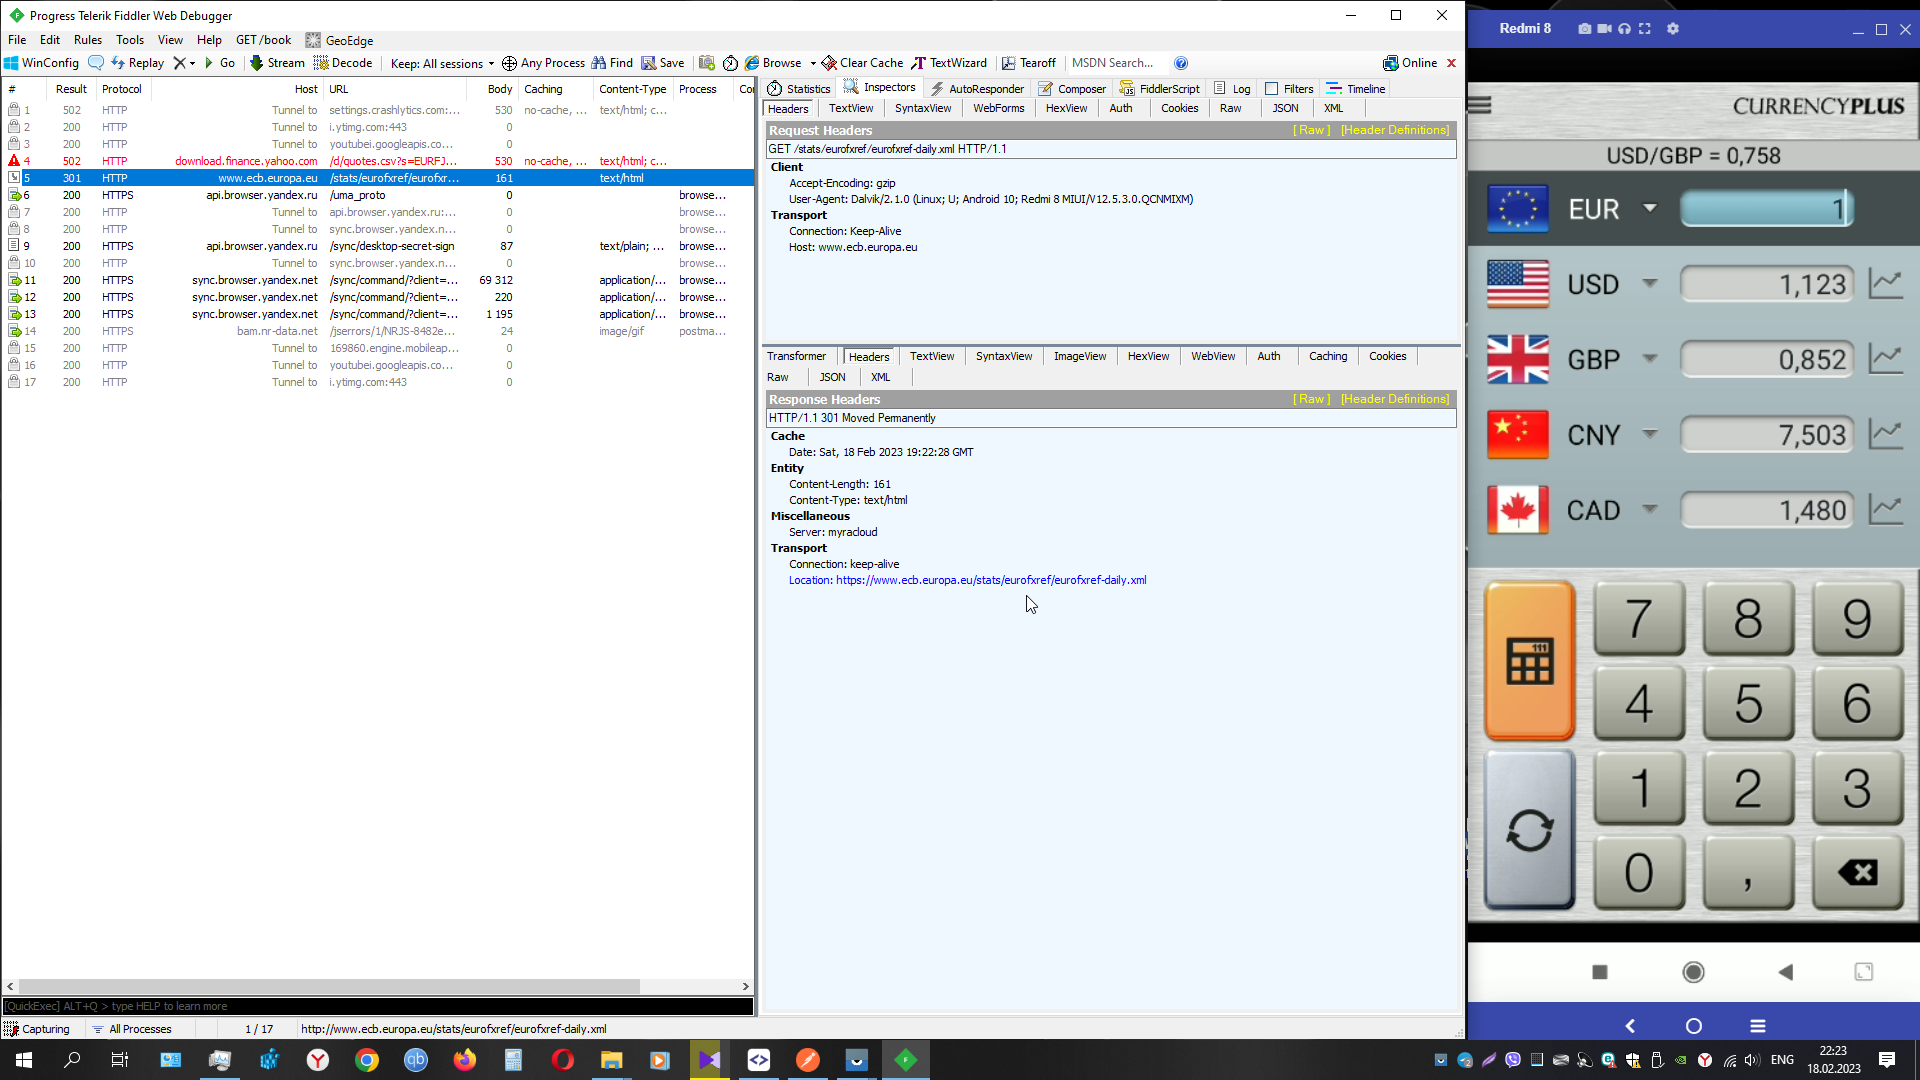 Progress Telerik Fiddler Web Debugger
File Edit Rules Tools View Help GET /book GeoEdge
WinConfig Replay Go Stream Decode Keep: All sessions Any Process Find Save Browse Clear Cache TextWizard Tearoff MSDN Search... Online
# Result Protocol Host URL Body Caching Content-Type Process Co
1 502 HTTP Tunnel to settings.crashlytics.com:... 530 no-cache, ... text/html; c...
2 200 HTTP Tunnel to i.ytimg.com:443 0
3 200 HTTP Tunnel to youtubei.googleapis.co... 0
4 502 HTTP download.finance.yahoo.com /d/quotes.csv?s=EURFJ... 530 no-cache, ... text/html; c...
5 301 HTTP www.ecb.europa.eu /stats/eurofxref/eurofxr... 161 text/html
6 200 HTTPS api.browser.yandex.ru /uma_proto 0 browse...
7 200 HTTP Tunnel to api.browser.yandex.ru:... 0 browse...
8 200 HTTP Tunnel to sync.browser.yandex.n... 0 browse...
9 200 HTTPS api.browser.yandex.ru /sync/desktop-secret-sign 87 text/plain; ... browse...
10 200 HTTP Tunnel to sync.browser.yandex.n... 0 browse...
11 200 HTTPS sync.browser.yandex.net /sync/command/?client=... 69 312 application/... browse...
12 200 HTTPS sync.browser.yandex.net /sync/command/?client=... 220 application/... browse...
13 200 HTTPS sync.browser.yandex.net /sync/command/?client=... 1 195 application/... browse...
14 200 HTTPS bam.nr-data.net /jserrors/1/NRJS-8482e... 24 image/gif postma...
15 200 HTTP Tunnel to 169860.engine.mobileap... 0
16 200 HTTP Tunnel to youtubei.googleapis.co... 0
17 200 HTTP Tunnel to i.ytimg.com:443 0
[QuickExec] ALT+Q > type HELP to learn more
Capturing All Processes 1 / 17 http://www.ecb.europa.eu/stats/eurofxref/eurofxref-daily.xml
Statistics Inspectors AutoResponder Composer FiddlerScript Log Filters Timeline
Headers TextView SyntaxView WebForms HexView Auth Cookies Raw JSON XML
Request Headers [ Raw ] [Header Definitions]
GET /stats/eurofxref/eurofxref-daily.xml HTTP/1.1
Client
Accept-Encoding: gzip
User-Agent: Dalvik/2.1.0 (Linux; U; Android 10; Redmi 8 MIUI/V12.5.3.0.QCNMIXM)
Transport
Connection: Keep-Alive
Host: www.ecb.europa.eu
Transformer Headers TextView SyntaxView ImageView HexView WebView Auth Caching Cookies
Raw JSON XML
Response Headers [ Raw ] [Header Definitions]
HTTP/1.1 301 Moved Permanently
Cache
Date: Sat, 18 Feb 2023 19:22:28 GMT
Entity
Content-Length: 161
Content-Type: text/html
Miscellaneous
Server: myracloud
Transport
Connection: keep-alive
Location: https://www.ecb.europa.eu/stats/eurofxref/eurofxref-daily.xml
Redmi 8
CURRENCYPLUS
USD/GBP = 0,758
EUR 1
USD 1,123
GBP 0,852
CNY 7,503
CAD 1,480
7 8 9
4 5 6
1 2 3
0 ,
ENG 22:23
18.02.2023